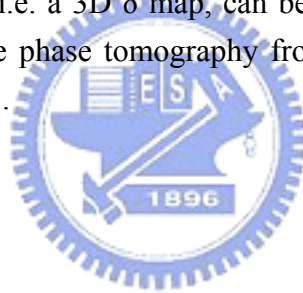 i.e. a 3D δ map, can be
e phase tomography fro
.
E S A
1896